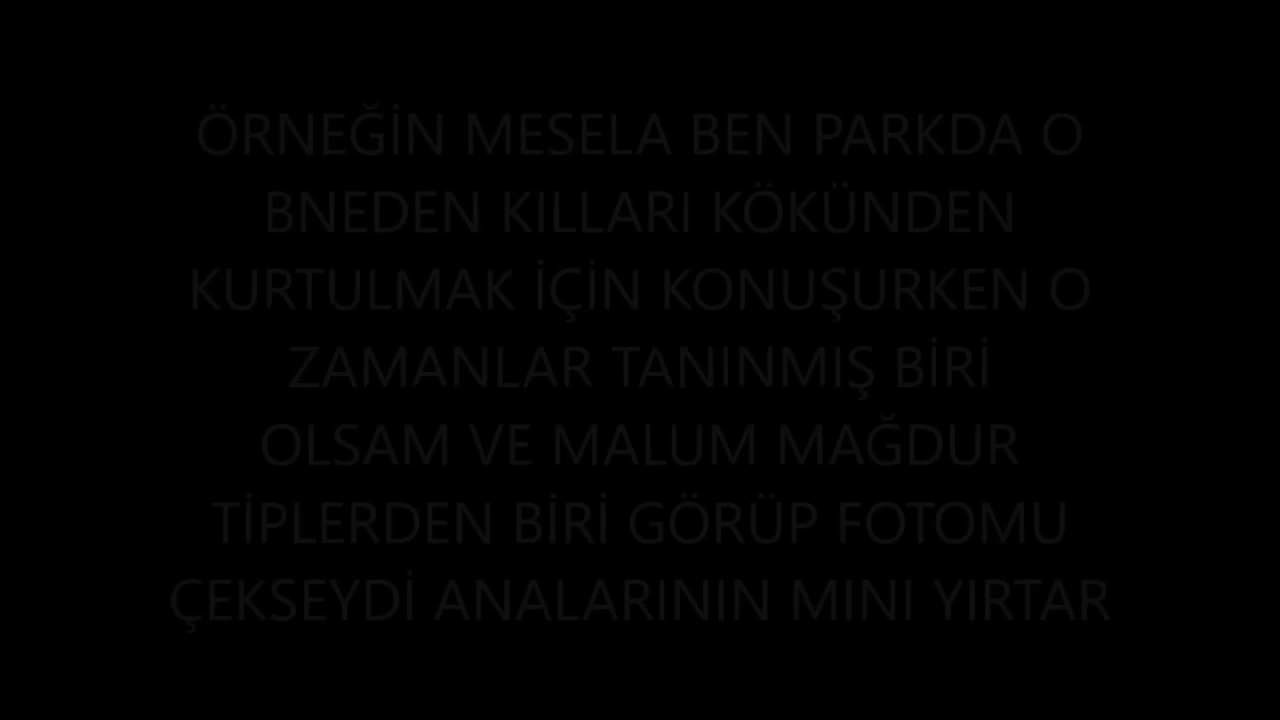 ÖRNEĞİN MESELA BEN PARKDA O
BNEDEN KILLARI KÖKÜNDEN
KURTULMAK İÇİN KONUŞURKEN O
ZAMANLAR TANINMIŞ BİRİ
OLSAM VE MALUM MAĞDUR
TİPLERDEN BİRİ GÖRÜP FOTOMU
ÇEKSEYDİ ANALARININ MINI YIRTAR